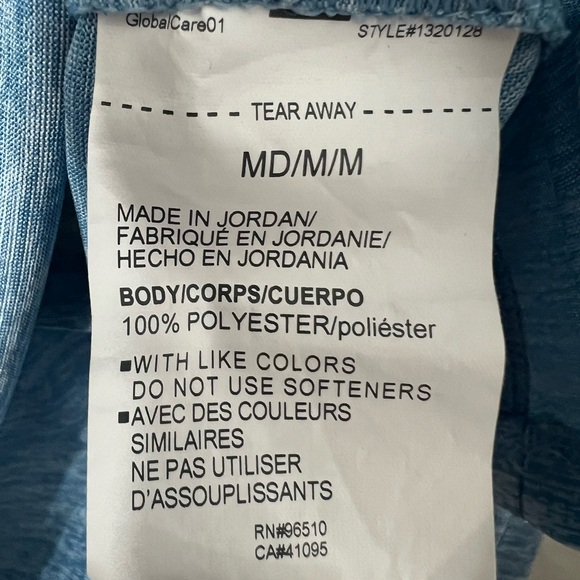 GlobalCare01
STYLE#1320128
TEAR AWAY
MD/M/M
MADE IN JORDAN/
FABRIQUÉ EN JORDANIE/
HECHO EN JORDANIA
BODY/CORPS/CUERPO
100% POLYESTER/poliéster
■WITH LIKE COLORS
DO NOT USE SOFTENERS
■AVEC DES COULEURS
SIMILAIRES
NE PAS UTILISER
D'ASSOUPLISSANTS
RN#96510
CA#41095